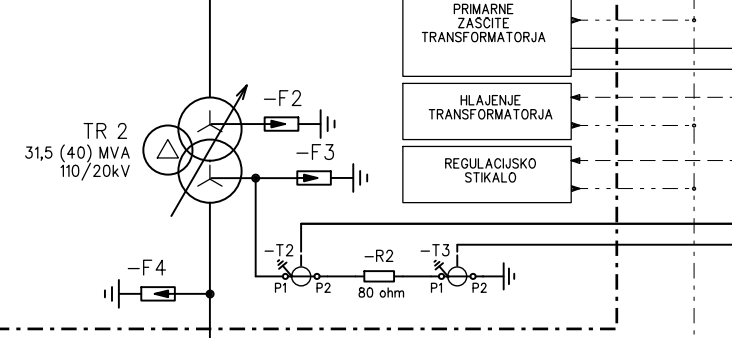 PRIMARNE
ZAŠČITE
TRANSFORMATORJA
HLAJENJE
TRANSFORMATORJA
REGULACIJSKO
STIKALO
-F2
TR 2
31,5 (40) MVA
110/20kV
-F3
-T2
-R2
-T3
-F4
P1
P2
80 ohm
P1
P2